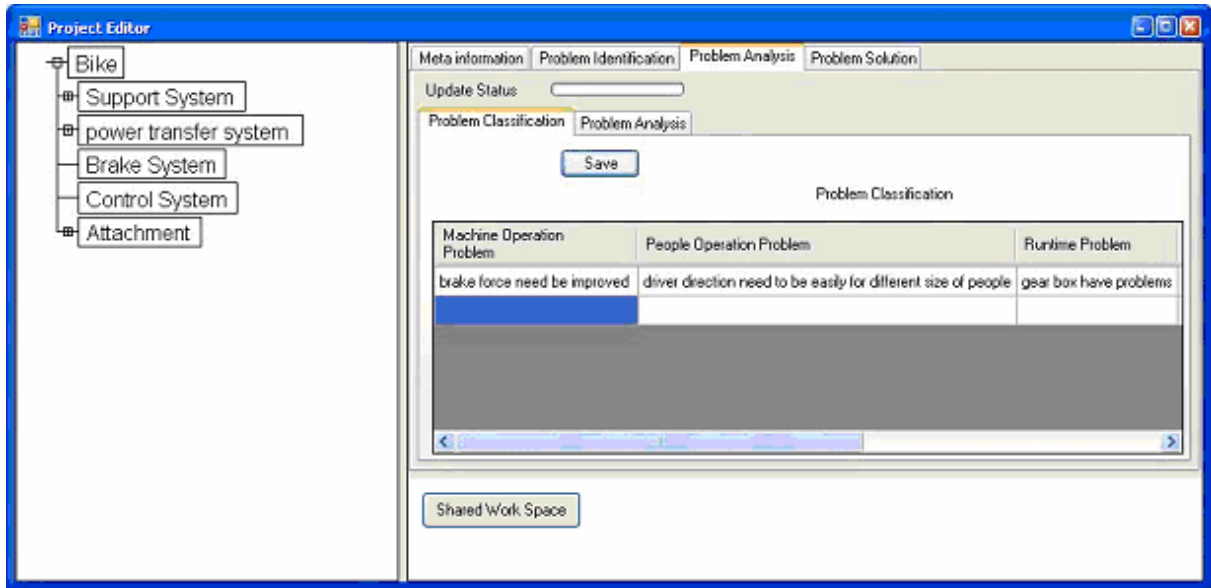 Project Editor
Bike
Support System
power transfer system
Brake System
Control System
Attachment
Meta information
Problem Identification
Problem Analysis
Problem Solution
Update Status
Problem Classification
Problem Analysis
Save
Problem Classification
Machine Operation
Problem
People Operation Problem
Runtime Problem
brake force need be improved
driver direction need to be easily for different size of people
gear box have problems
Shared Work Space